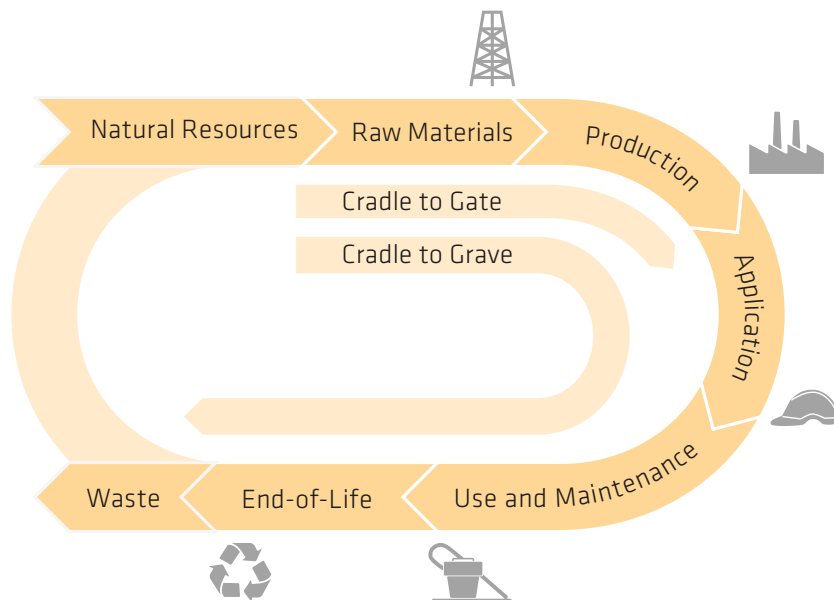 Natural Resources
Raw Materials
Production
Cradle to Gate
Cradle to Grave
Application
Use and Maintenance
End-of-Life
Waste